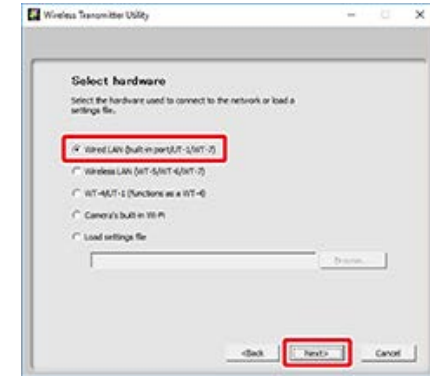 Wireless Transmitter Utility
Select hardware
Select the hardware used to connect to the network or load a
settings file.
Wired LAN (built-in port/UT-1/WT-7)
Wireless LAN (WT-5/WT-6/WT-7)
WT-4/UT-1 (functions as a WT-4)
Camera's built-in Wi-Fi
Load settings file
Browse...
<Back
Next>
Cancel